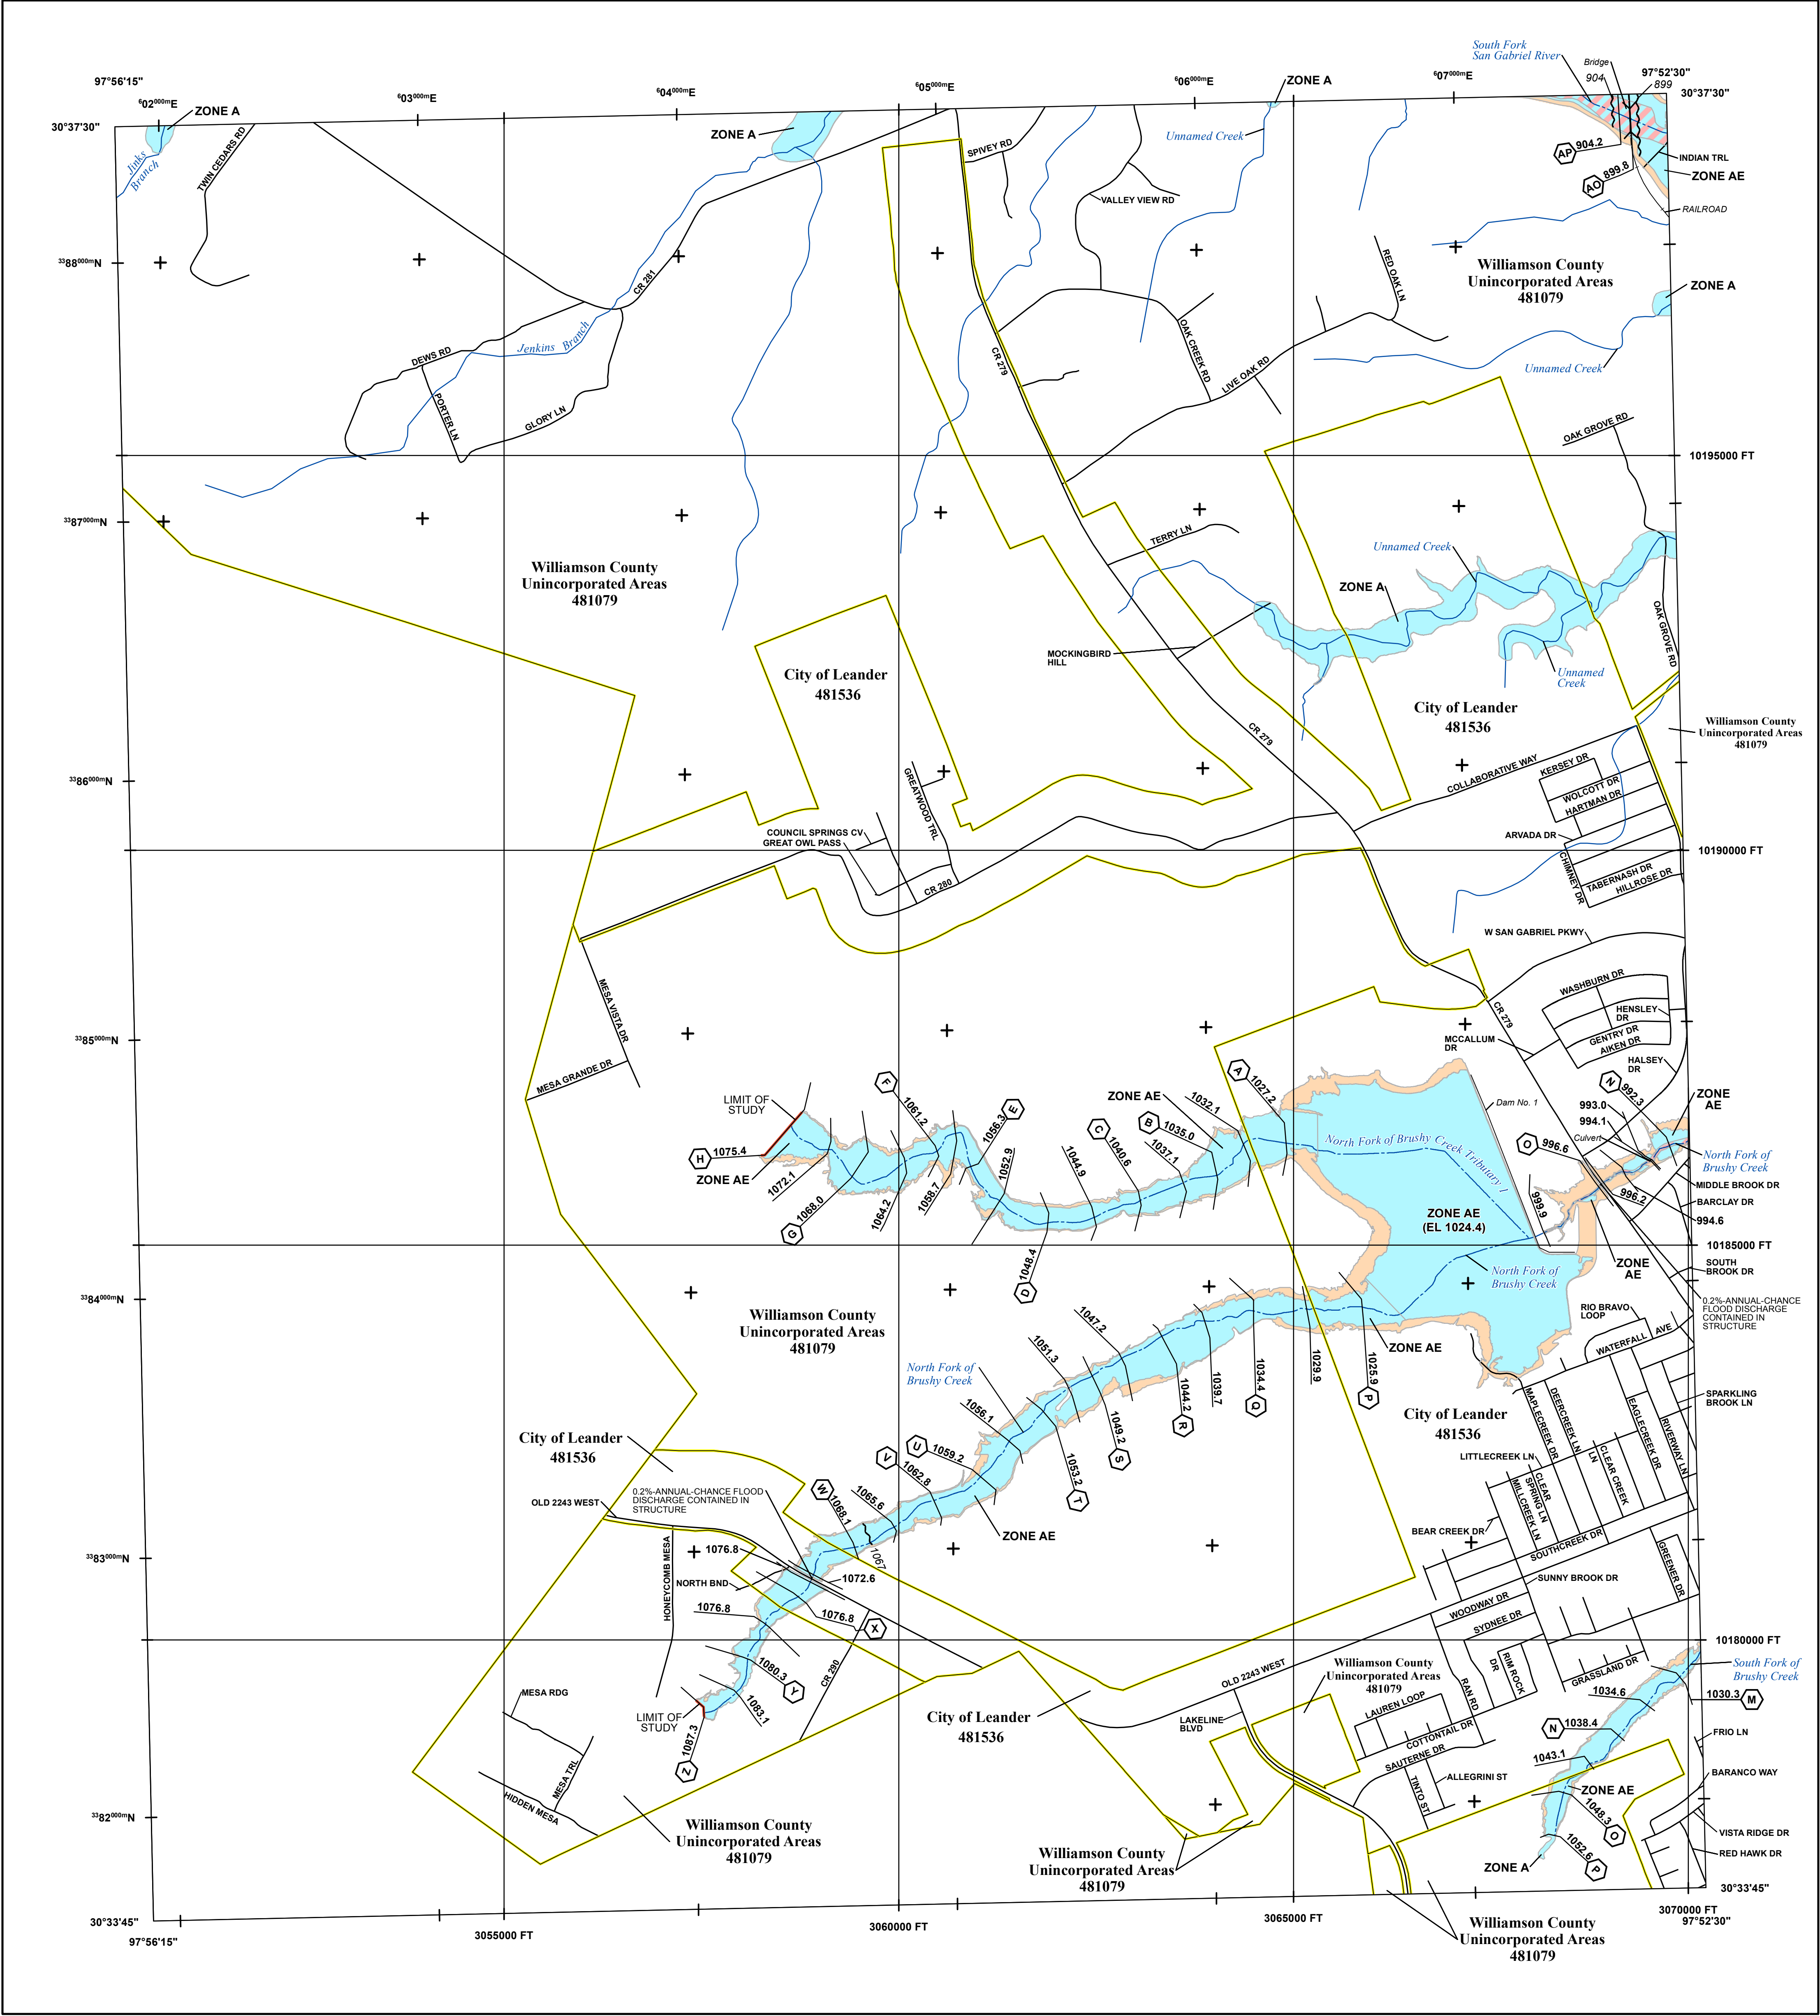 South Fork
San Gabriel River
Bridge
904
97°52'30"
899
97°56'15"
602000mE
603000mE
604000mE
605000mE
606000mE
607000mE
ZONE A
30°37'30"
30°37'30"
ZONE A
ZONE A
Jinks
Branch
TWIN CEDARS RD
SPIVEY RD
Unnamed Creek
AP 904.2
AO 899.8
INDIAN TRL
ZONE AE
RAILROAD
VALLEY VIEW RD
3388000mN
CR 281
RED OAK LN
Williamson County
Unincorporated Areas
481079
ZONE A
Jenkins Branch
DEWS RD
PORTER LN
GLORY LN
CR 279
OAK CREEK RD
LIVE OAK RD
Unnamed Creek
OAK GROVE RD
10195000 FT
3387000mN
TERRY LN
Unnamed Creek
Williamson County
Unincorporated Areas
481079
ZONE A
OAK GROVE RD
MOCKINGBIRD
HILL
City of Leander
481536
Unnamed
Creek
City of Leander
481536
Williamson County
Unincorporated Areas
481079
CR 279
3386000mN
GREATWOOD TRL
COLLABORATIVE WAY
KERSEY DR
WOLCOTT DR
HARTMAN DR
ARVADA DR
COUNCIL SPRINGS CV
GREAT OWL PASS
10190000 FT
CR 280
CHIMNEY DR
TABERNASH DR
HILLROSE DR
W SAN GABRIEL PKWY
MESA VISTA DR
WASHBURN DR
HENSLEY
DR
GENTRY DR
AIKEN DR
CR 279
MCCALLUM
DR
HALSEY
DR
3385000mN
MESA GRANDE DR
LIMIT OF
STUDY
F 1061.2
E 1056.3
A 1027.2
ZONE AE
1032.1
B 1035.0
C 1040.6
1037.1
1044.9
Dam No. 1
N 992.3
ZONE
AE
993.0
994.1
Culvert
O 996.6
North Fork of Brushy Creek Tributary 1
North Fork of
Brushy Creek
MIDDLE BROOK DR
BARCLAY DR
996.2
994.6
H 1075.4
ZONE AE
1072.1
G 1068.0
1064.2
1058.7
1052.9
D 1048.4
999.9
ZONE AE
(EL 1024.4)
10185000 FT
ZONE
AE
SOUTH
BROOK DR
North Fork of
Brushy Creek
3384000mN
0.2%-ANNUAL-CHANCE
FLOOD DISCHARGE
CONTAINED IN
STRUCTURE
RIO BRAVO
LOOP
WATERFALL AVE
Williamson County
Unincorporated Areas
481079
1047.2
1051.3
ZONE AE
North Fork of
Brushy Creek
1056.1
1029.9
1025.9 P
1034.4 Q
1039.7
1044.2 R
1049.2 S
1053.2 T
SPARKLING
BROOK LN
MAPLECREEK DR
DEERCREEK LN
EAGLECREEK DR
RIVERWAY LN
City of Leander
481536
City of Leander
481536
LITTLECREEK LN
LN
CLEAR CREEK
CLEAR
SPRING LN
MILLCREEK LN
U 1059.2
V 1062.8
W 1068.1
1065.6
1067
0.2%-ANNUAL-CHANCE FLOOD
DISCHARGE CONTAINED IN
STRUCTURE
OLD 2243 WEST
ZONE AE
BEAR CREEK DR
SOUTHCREEK DR
GREENER DR
3383000mN
HONEYCOMB MESA
1076.8
NORTH BND
1072.6
1076.8
1076.8
X
SUNNY BROOK DR
WOODWAY DR
SYDNEE DR
10180000 FT
1080.3 Y
CR 290
1083.1
Williamson County
Unincorporated Areas
481079
OLD 2243 WEST
RAN RD
DR
RIM ROCK
GRASSLAND DR
South Fork of
Brushy Creek
1030.3 M
1034.6
MESA RDG
LIMIT OF
STUDY
1087.3 Z
City of Leander
481536
LAKELINE
BLVD
LAUREN LOOP
COTTONTAIL DR
N 1038.4
FRIO LN
SAUTERNE DR
1043.1
MESA TRL
HIDDEN MESA
TINTO ST
ALLEGRINI ST
ZONE AE
BARANCO WAY
3382000mN
1048.3 O
VISTA RIDGE DR
Williamson County
Unincorporated Areas
481079
Williamson County
Unincorporated Areas
481079
ZONE A
1052.6 P
RED HAWK DR
30°33'45"
30°33'45"
97°56'15"
3055000 FT
3060000 FT
3065000 FT
3070000 FT
97°52'30"
Williamson County
Unincorporated Areas
481079